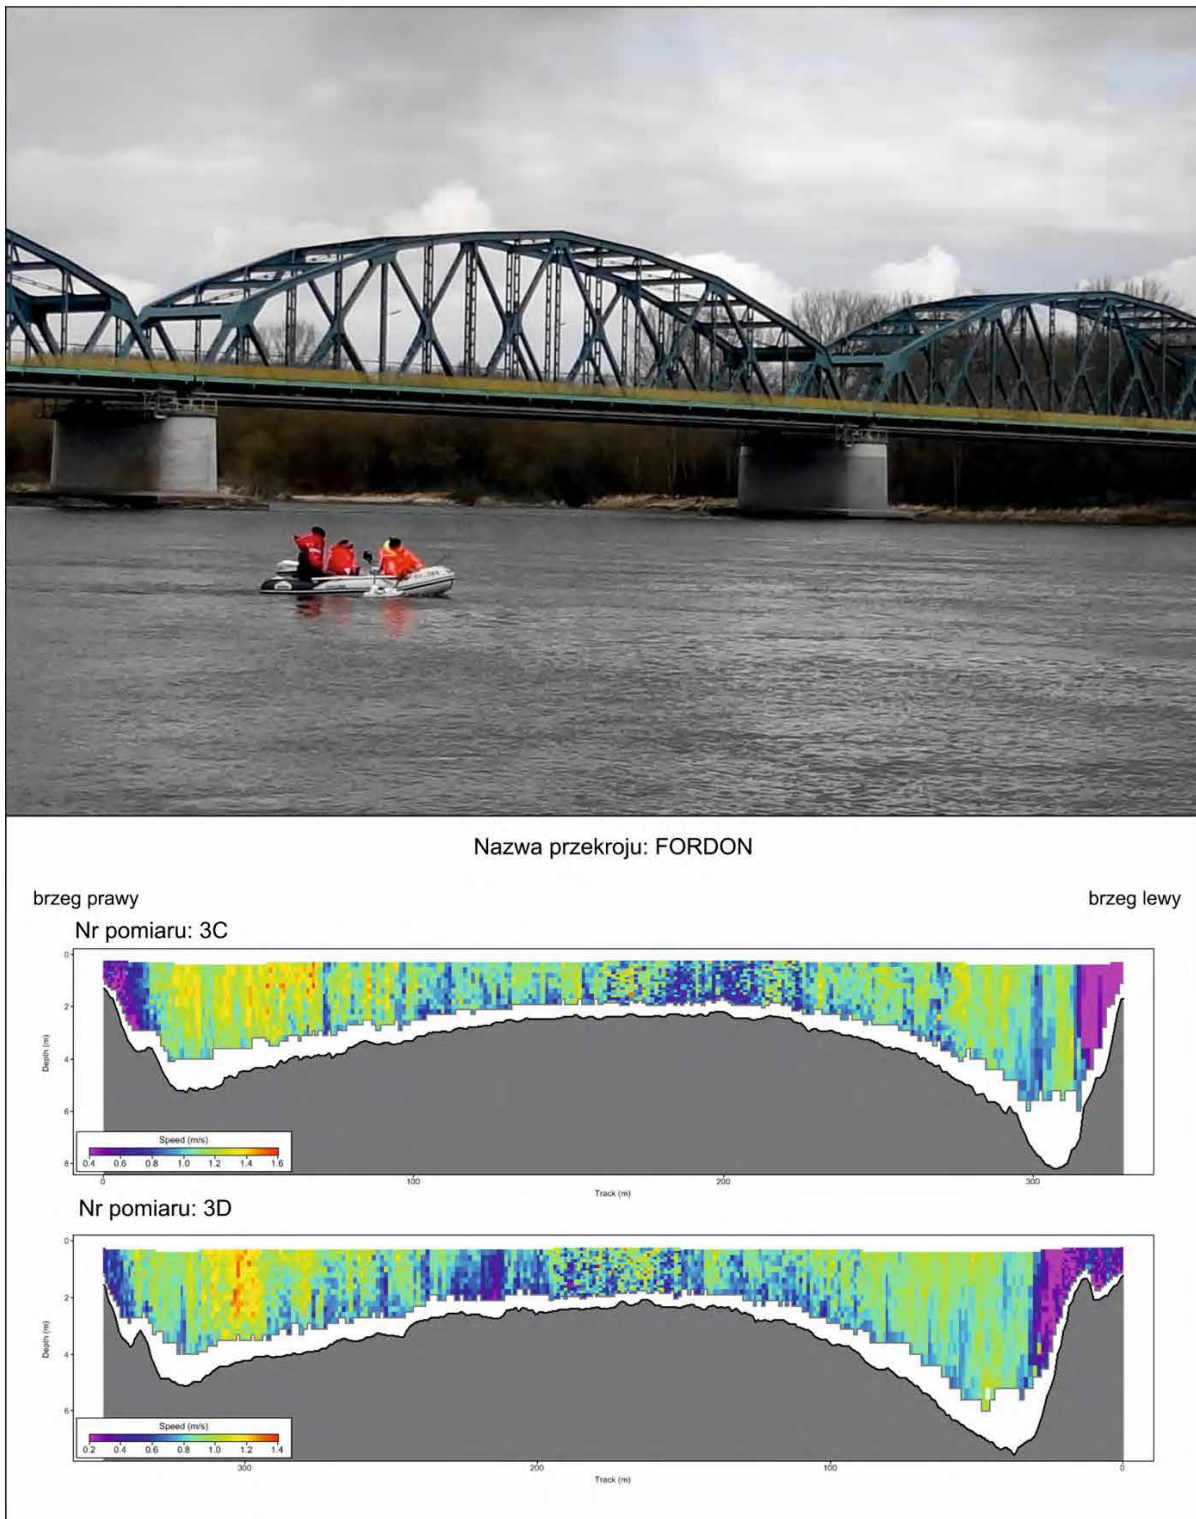 Nazwa przekroju: FORDON
brzeg prawy
brzeg lewy
Nr pomiaru: 3C
0
2
4
6
8
Depth (m)
Speed (m/s)
0.4 0.6 0.8 1.0 1.2 1.4 1.6
0 100 200 300
Track (m)
Nr pomiaru: 3D
0
2
4
6
Depth (m)
Speed (m/s)
0.2 0.4 0.6 0.8 1.0 1.2 1.4
300 200 100 0
Track (m)